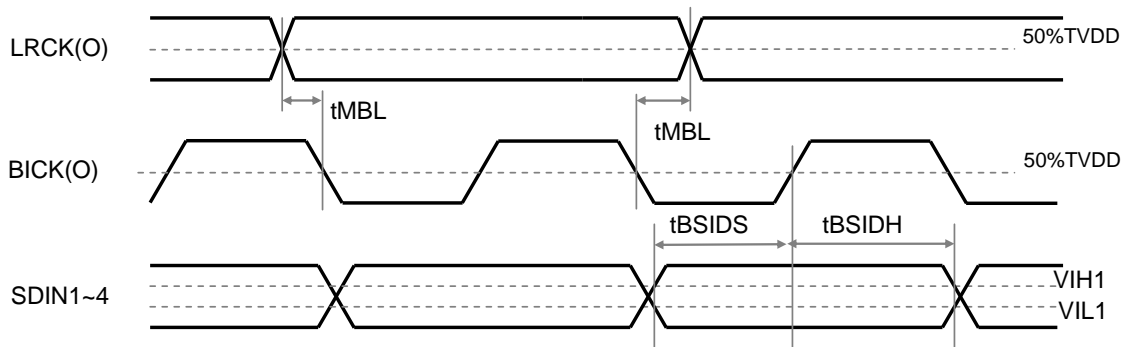 LRCK(O)
50%TVDD
tMBL
tMBL
BICK(O)
50%TVDD
tBSIDS
tBSIDH
SDIN1~4
VIH1
VIL1